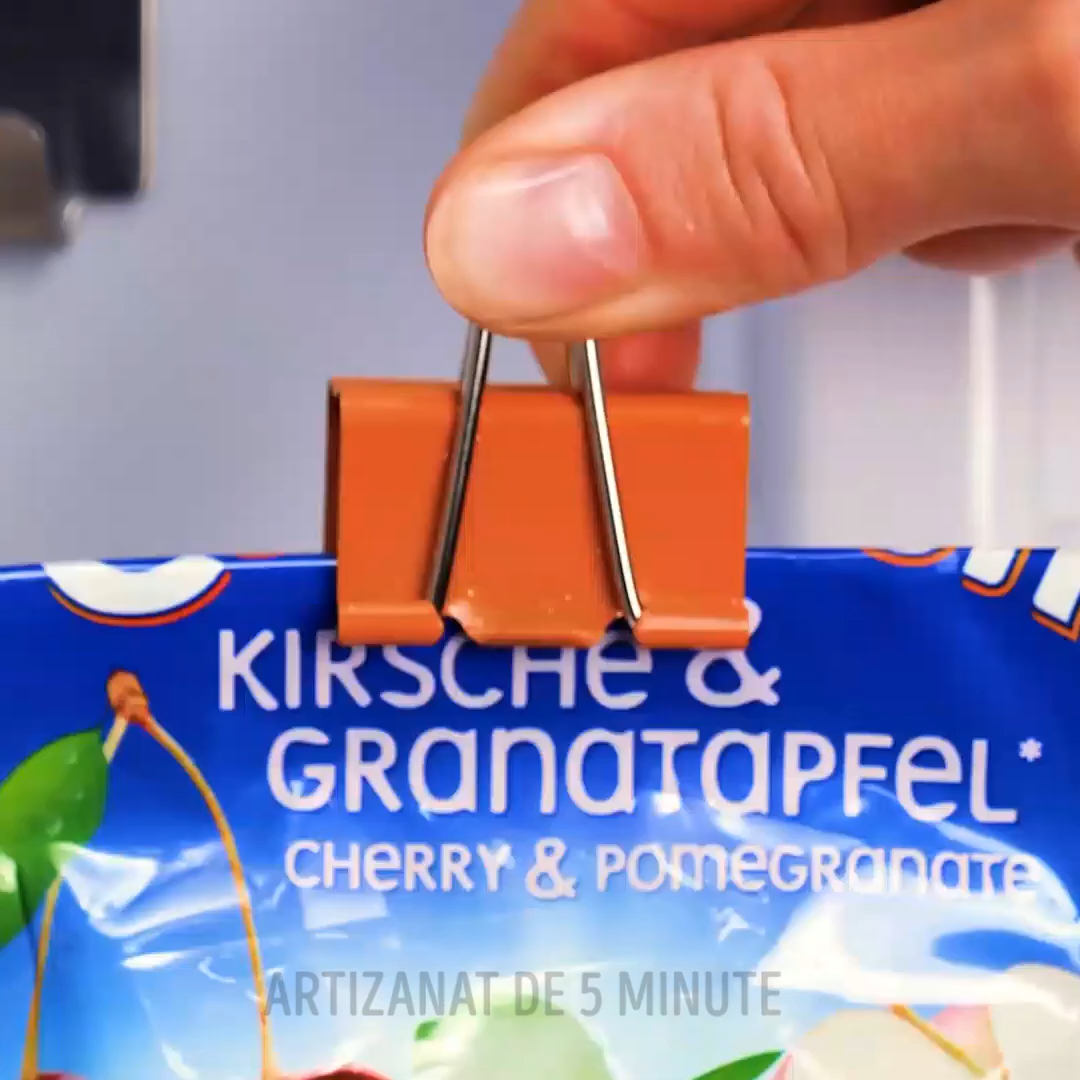 KIRSCHE &
GRANATAPFEL*
CHERRY & POMEGRANATE
ARTIZANAT DE 5 MINUTE